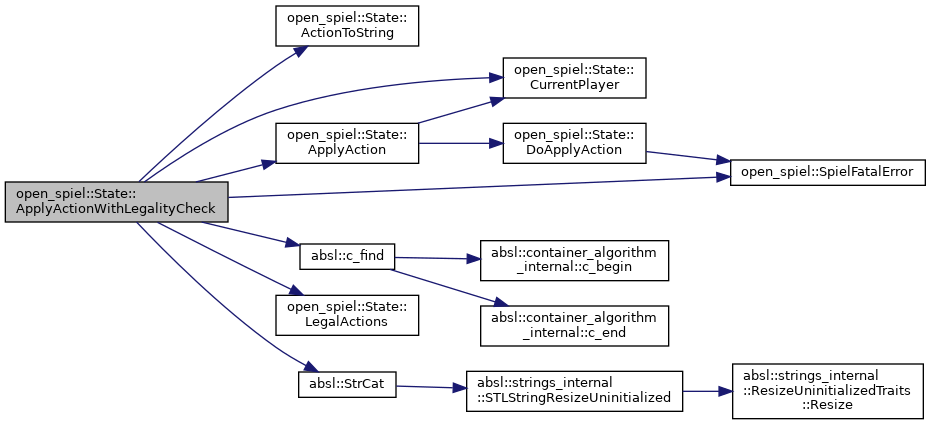 open_spiel::State::
ActionToString
open_spiel::State::
CurrentPlayer
open_spiel::State::
ApplyAction
open_spiel::State::
DoApplyAction
open_spiel::SpielFatalError
open_spiel::State::
ApplyActionWithLegalityCheck
absl::c_find
absl::container_algorithm
_internal::c_begin
open_spiel::State::
LegalActions
absl::container_algorithm
_internal::c_end
absl::StrCat
absl::strings_internal
::STLStringResizeUninitialized
absl::strings_internal
::ResizeUninitializedTraits
::Resize